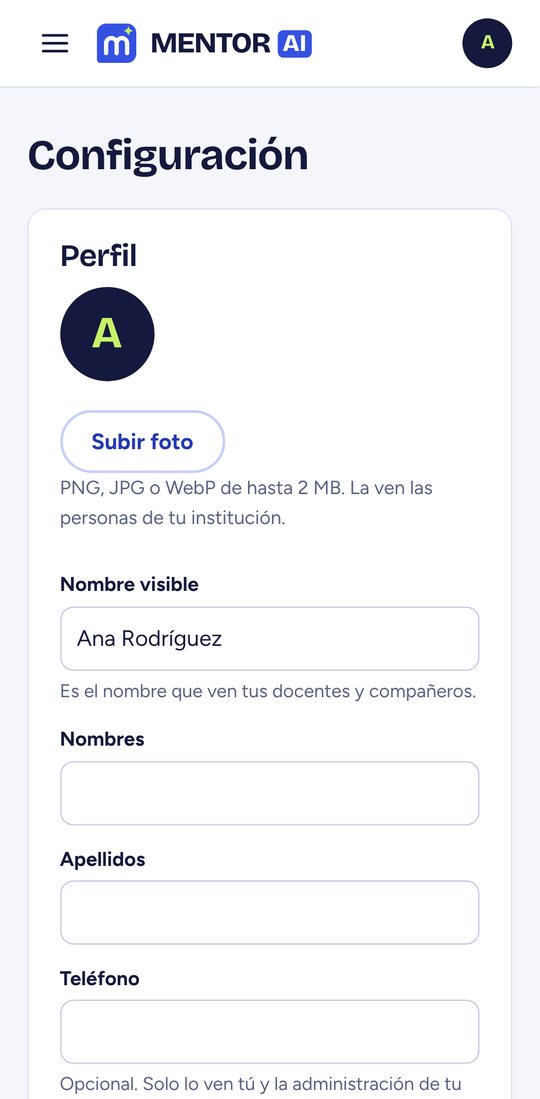 m MENTOR AI
A
Configuración
Perfil
A
Subir foto
PNG, JPG o WebP de hasta 2 MB. La ven las
personas de tu institución.
Nombre visible
Ana Rodríguez
Es el nombre que ven tus docentes y compañeros.
Nombres
Apellidos
Teléfono
Opcional. Solo lo ven tú y la administración de tu